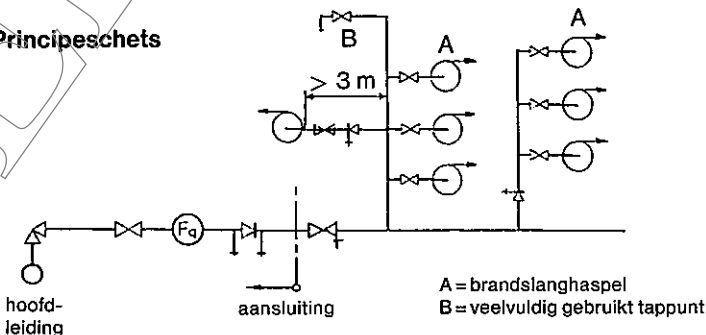 Principeschets
B
A
A
> 3 m
Fq
hoofd-
leiding
aansluiting
A = brandslanghaspel
B = veelvuldig gebruikt tappunt